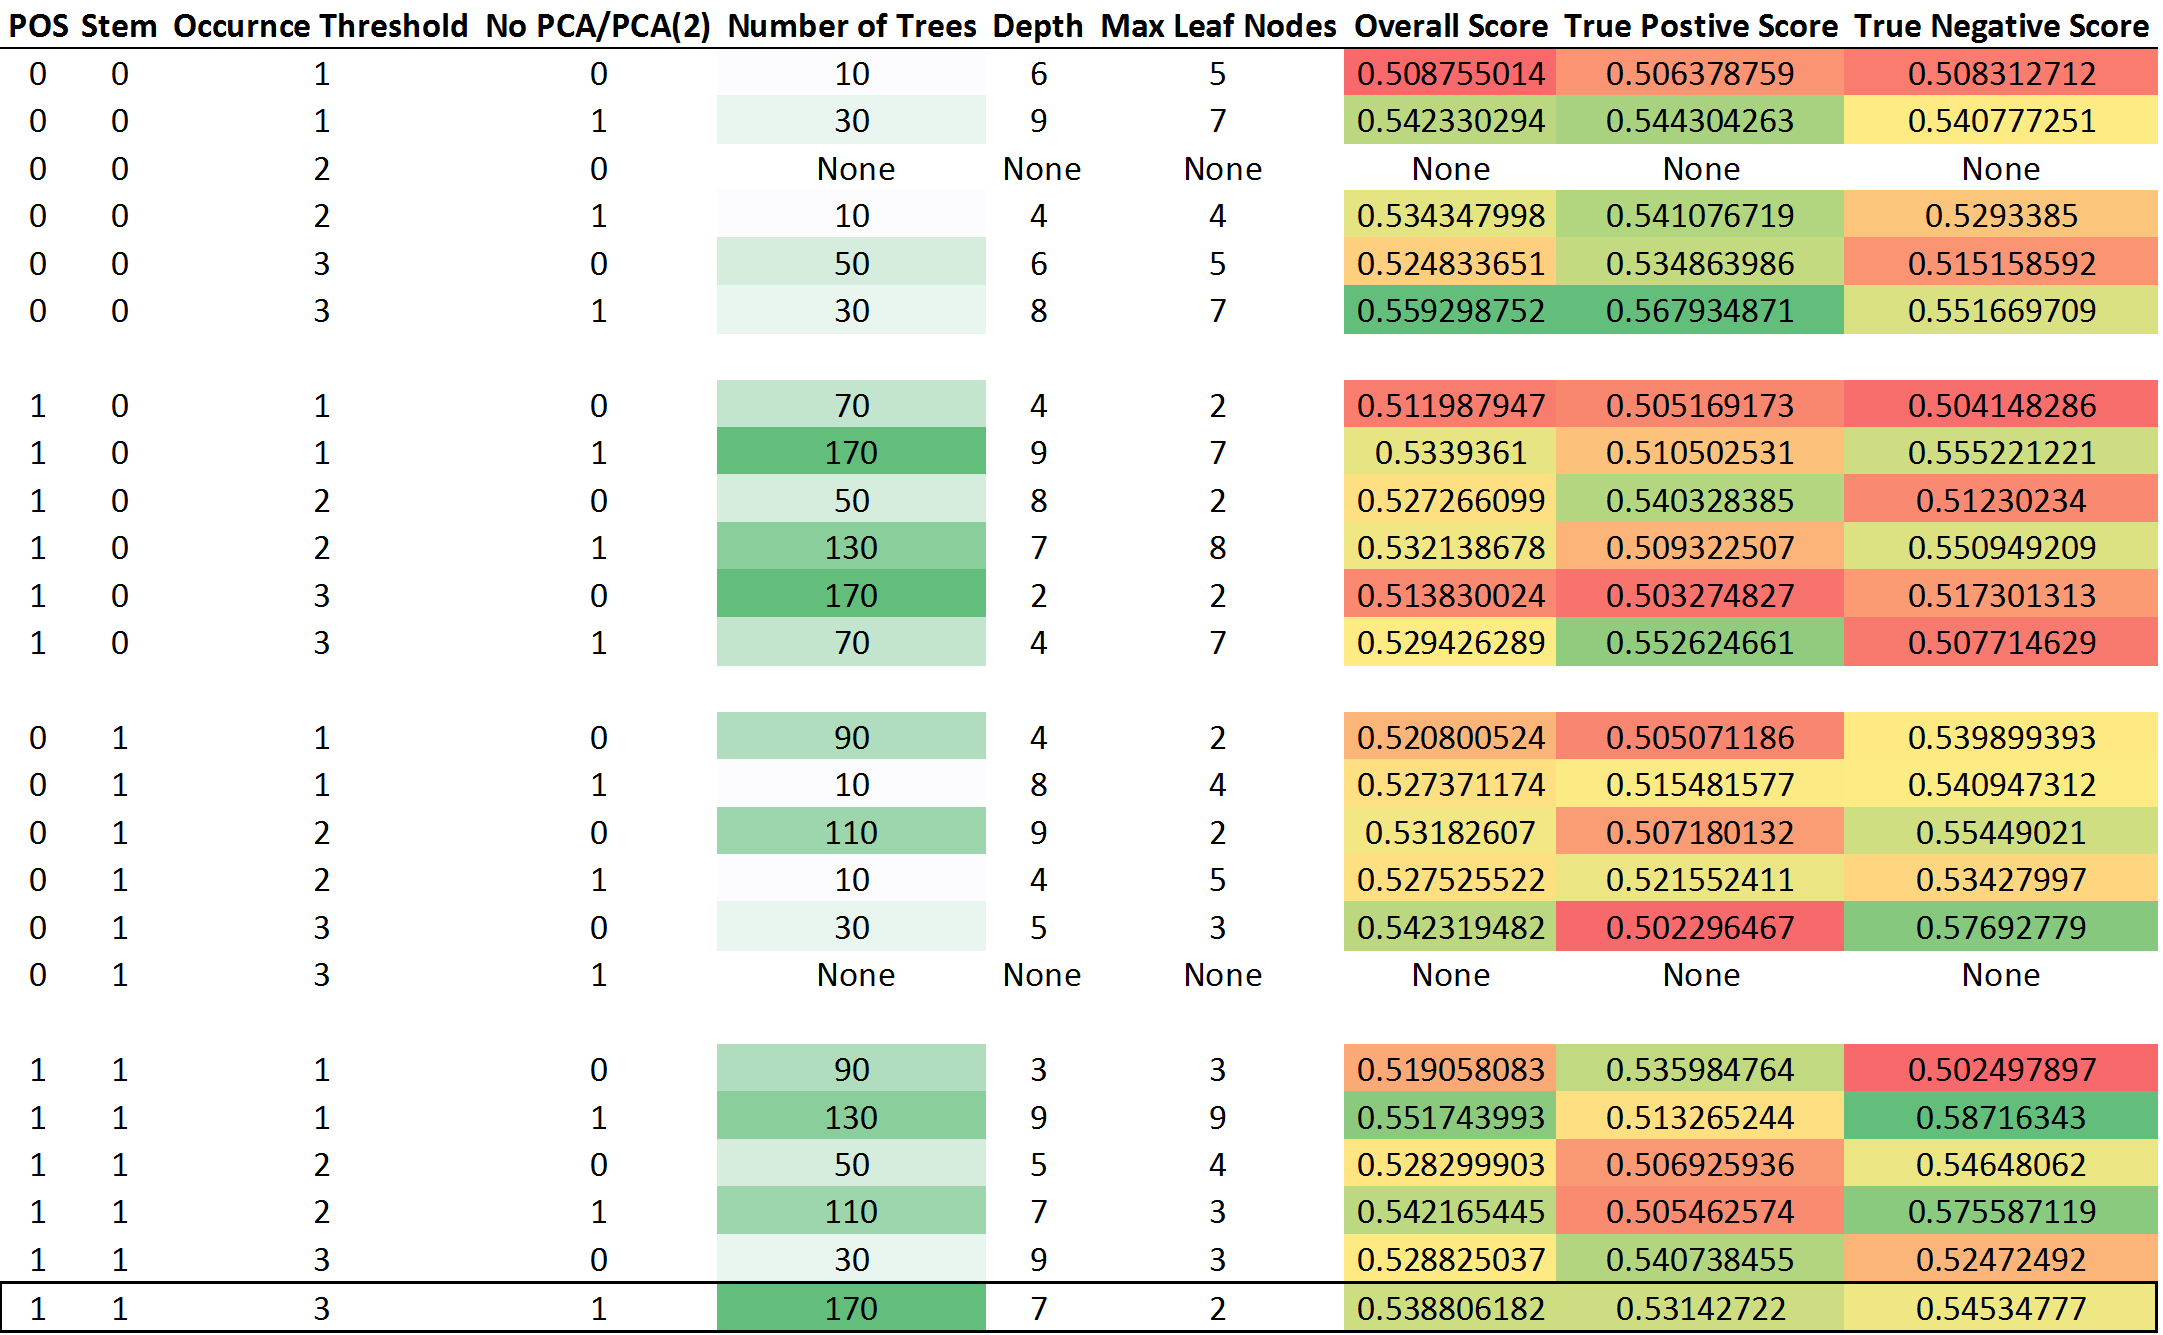 POS Stem Occurnce Threshold No PCA/PCA(2) Number of Trees Depth Max Leaf Nodes Overall Score True Postive Score True Negative Score
0 0 1 0 10 6 5 0.508755014 0.506378759 0.508312712
0 0 1 1 30 9 7 0.542330294 0.544304263 0.540777251
0 0 2 0 None None None None None None
0 0 2 1 10 4 4 0.534347998 0.541076719 0.5293385
0 0 3 0 50 6 5 0.524833651 0.534863986 0.515158592
0 0 3 1 30 8 7 0.559298752 0.567934871 0.551669709
1 0 1 0 70 4 2 0.511987947 0.505169173 0.504148286
1 0 1 1 170 9 7 0.5339361 0.510502531 0.555221221
1 0 2 0 50 8 2 0.527266099 0.540328385 0.51230234
1 0 2 1 130 7 8 0.532138678 0.509322507 0.550949209
1 0 3 0 170 2 2 0.513830024 0.503274827 0.517301313
1 0 3 1 70 4 7 0.529426289 0.552624661 0.507714629
0 1 1 0 90 4 2 0.520800524 0.505071186 0.539899393
0 1 1 1 10 8 4 0.527371174 0.515481577 0.540947312
0 1 2 0 110 9 2 0.53182607 0.507180132 0.55449021
0 1 2 1 10 4 5 0.527525522 0.521552411 0.53427997
0 1 3 0 30 5 3 0.542319482 0.502296467 0.57692779
0 1 3 1 None None None None None None
1 1 1 0 90 3 3 0.519058083 0.535984764 0.502497897
1 1 1 1 130 9 9 0.551743993 0.513265244 0.58716343
1 1 2 0 50 5 4 0.528299903 0.506925936 0.54648062
1 1 2 1 110 7 3 0.542165445 0.505462574 0.575587119
1 1 3 0 30 9 3 0.528825037 0.540738455 0.52472492
1 1 3 1 170 7 2 0.538806182 0.53142722 0.54534777